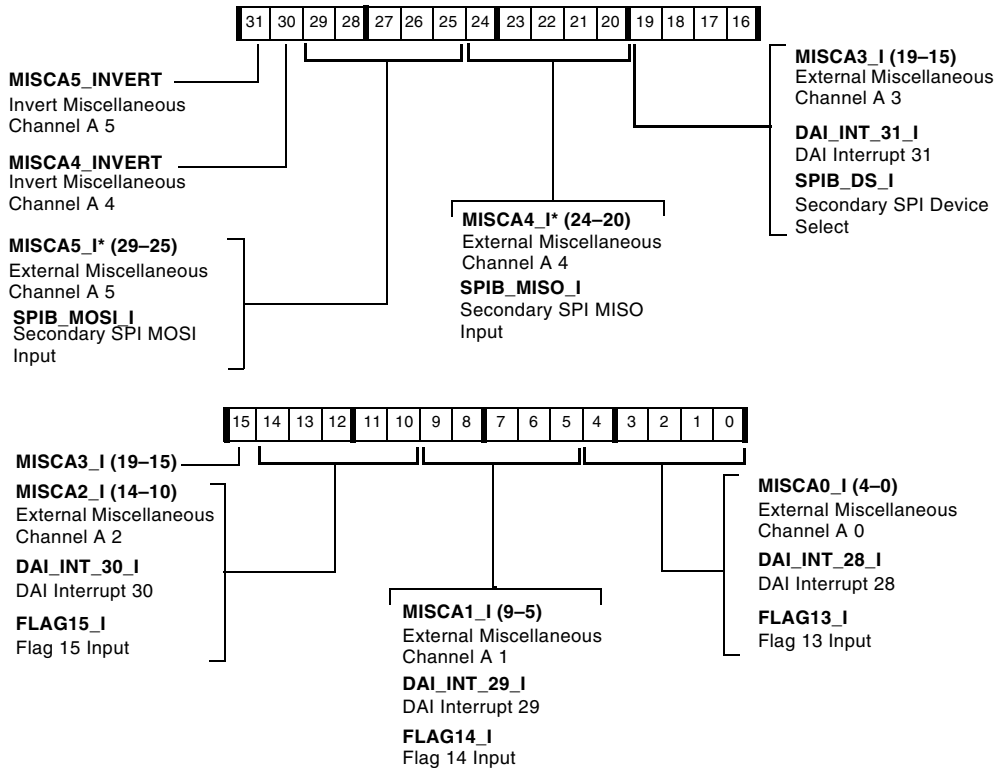 31 30 29 28 27 26 25 24 23 22 21 20 19 18 17 16
MISCA5_INVERT
Invert Miscellaneous
Channel A 5
MISCA4_INVERT
Invert Miscellaneous
Channel A 4
MISCA5_I* (29–25)
External Miscellaneous
Channel A 5
SPIB_MOSI_I
Secondary SPI MOSI
Input
MISCA4_I* (24–20)
External Miscellaneous
Channel A 4
SPIB_MISO_I
Secondary SPI MISO
Input
MISCA3_I (19–15)
External Miscellaneous
Channel A 3
DAI_INT_31_I
DAI Interrupt 31
SPIB_DS_I
Secondary SPI Device
Select
15 14 13 12 11 10 9 8 7 6 5 4 3 2 1 0
MISCA3_I (19–15)
MISCA2_I (14–10)
External Miscellaneous
Channel A 2
DAI_INT_30_I
DAI Interrupt 30
FLAG15_I
Flag 15 Input
MISCA1_I (9–5)
External Miscellaneous
Channel A 1
DAI_INT_29_I
DAI Interrupt 29
FLAG14_I
Flag 14 Input
MISCA0_I (4–0)
External Miscellaneous
Channel A 0
DAI_INT_28_I
DAI Interrupt 28
FLAG13_I
Flag 13 Input